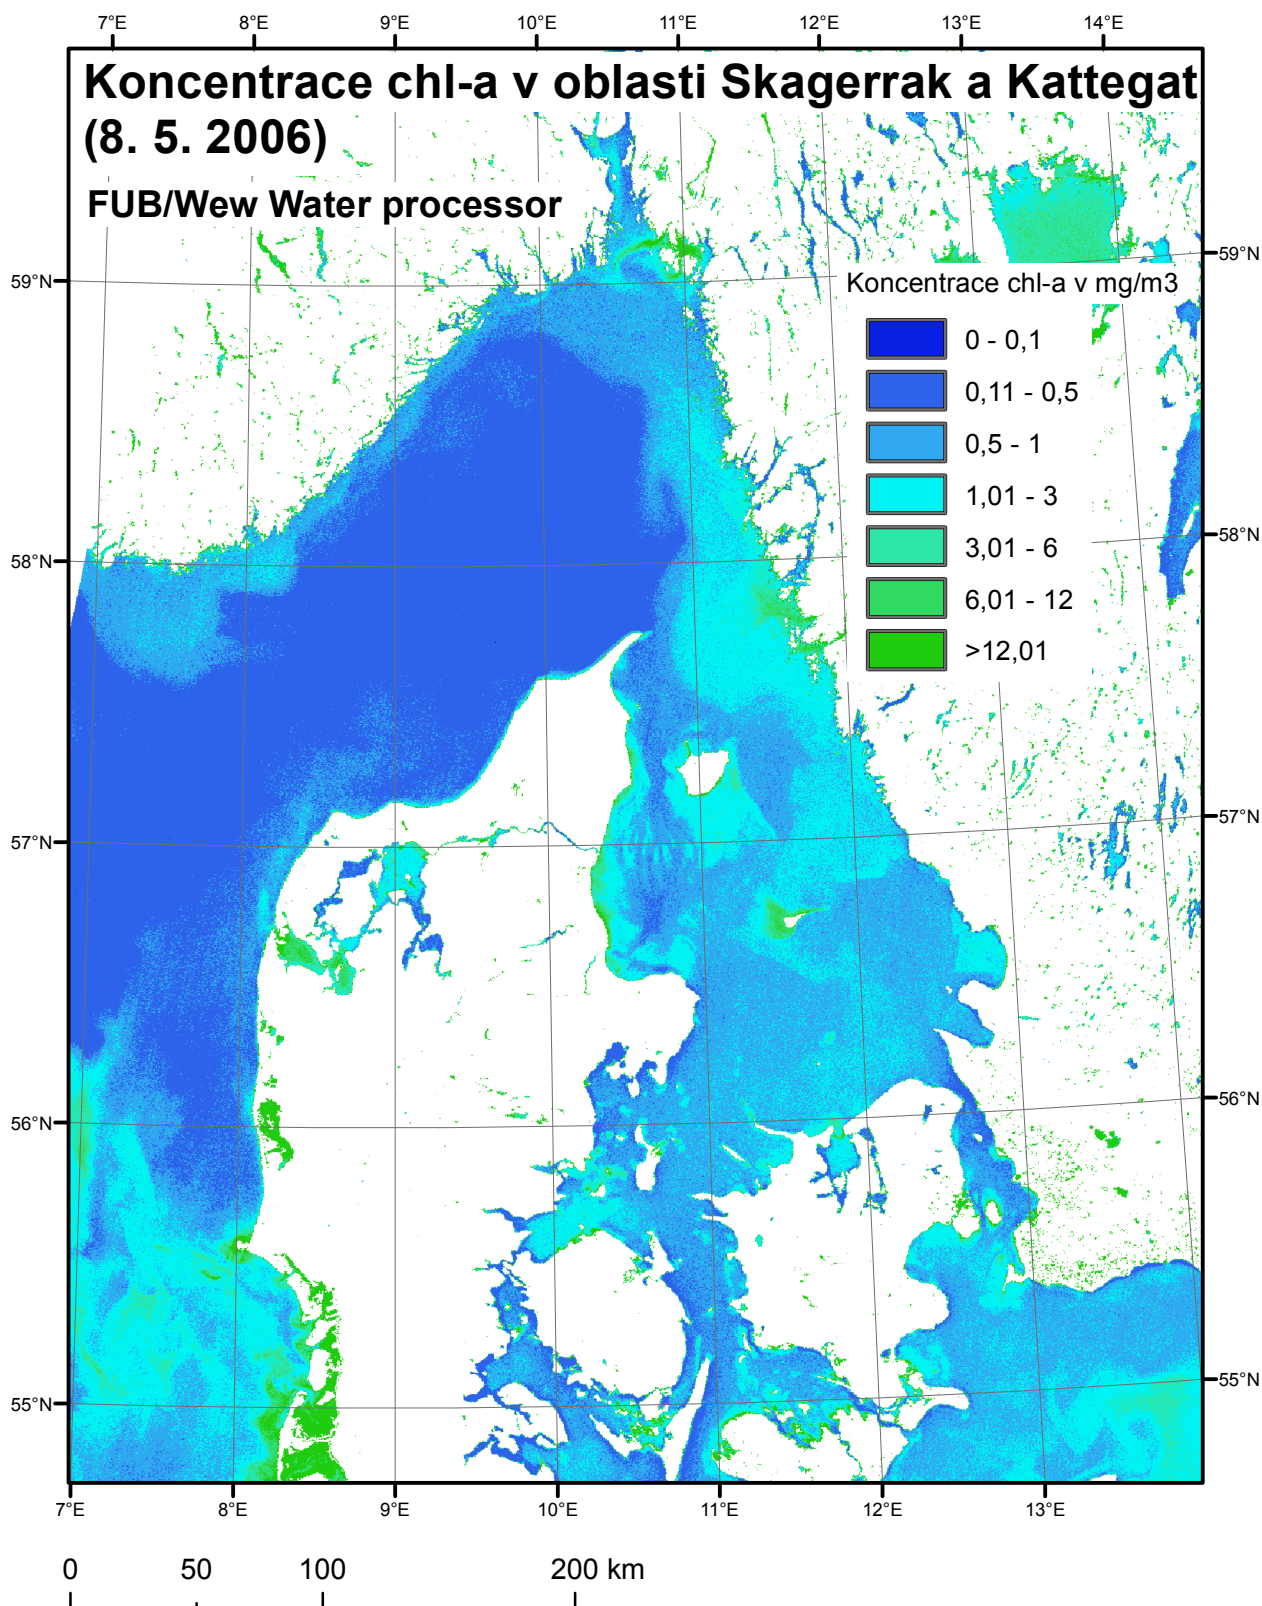 7°E 8°E 9°E 10°E 11°E 12°E 13°E 14°E
Koncentrace chl-a v oblasti Skagerrak a Kattegat
(8. 5. 2006)
FUB/Wew Water processor
59°N 59°N
Koncentrace chl-a v mg/m3
0 - 0,1
0,11 - 0,5
0,5 - 1
1,01 - 3
3,01 - 6
6,01 - 12
>12,01
58°N 58°N
57°N 57°N
56°N 56°N
55°N 55°N
7°E 8°E 9°E 10°E 11°E 12°E 13°E
0 50 100 200 km